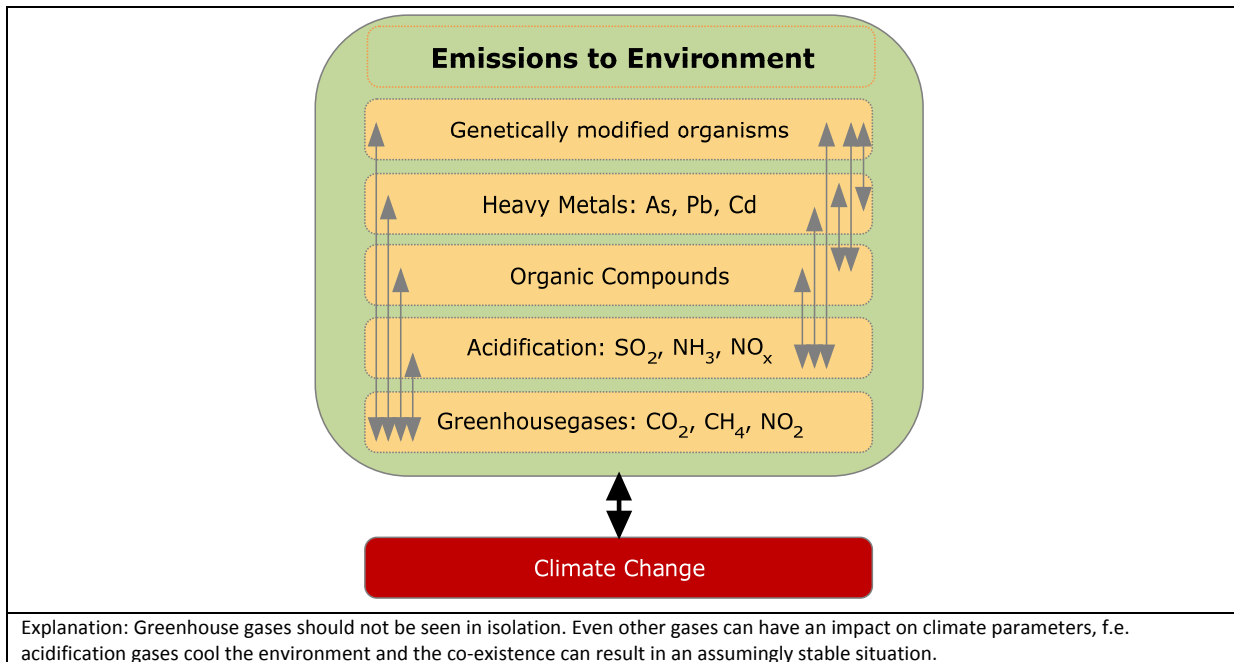 Emissions to Environment
Genetically modified organisms
Heavy Metals: As, Pb, Cd
Organic Compounds
Acidification: SO₂, NH₃, NOₓ
Greenhousegases: CO₂, CH₄, NO₂
Climate Change
Explanation: Greenhouse gases should not be seen in isolation. Even other gases can have an impact on climate parameters, f.e.
acidification gases cool the environment and the co-existence can result in an assumingly stable situation.